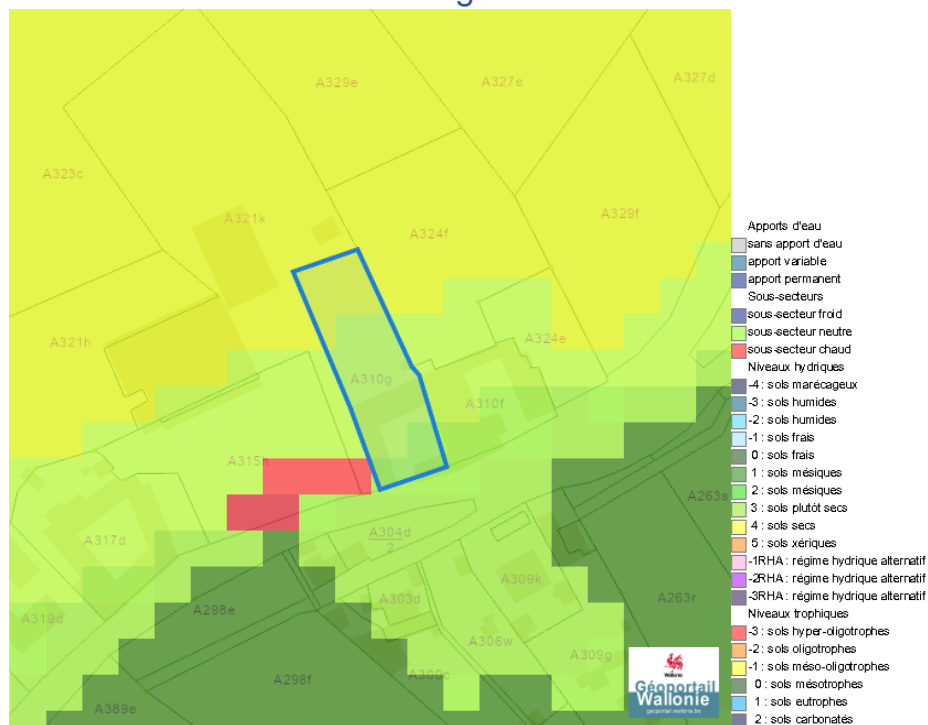 g
A329e
A327e
A327d
A323c
A321k
A324f
A329f
A321h
A324e
A310g
A310f
A315h
A263s
A317d
A304d
2
A309k
A303d
A263r
A319d
A298e
A306w
A309g
A300c
A298f
A389e
Apports d'eau
sans apport d'eau
apport variable
apport permanent
Sous-secteurs
sous-secteur froid
sous-secteur neutre
sous-secteur chaud
Niveaux hydriques
-4 : sols marécageux
-3 : sols humides
-2 : sols humides
-1 : sols frais
0 : sols frais
1 : sols mésiques
2 : sols mésiques
3 : sols plutôt secs
4 : sols secs
5 : sols xériques
-1RHA : régime hydrique alternatif
-2RHA : régime hydrique alternatif
-3RHA : régime hydrique alternatif
Niveaux trophiques
-3 : sols hyper-oligotrophes
-2 : sols oligotrophes
-1 : sols méso-oligotrophes
0 : sols mésotrophes
1 : sols eutrophes
2 : sols carbonatés
Wallonie
Géoportail
Wallonie
geoportail.wallonie.be